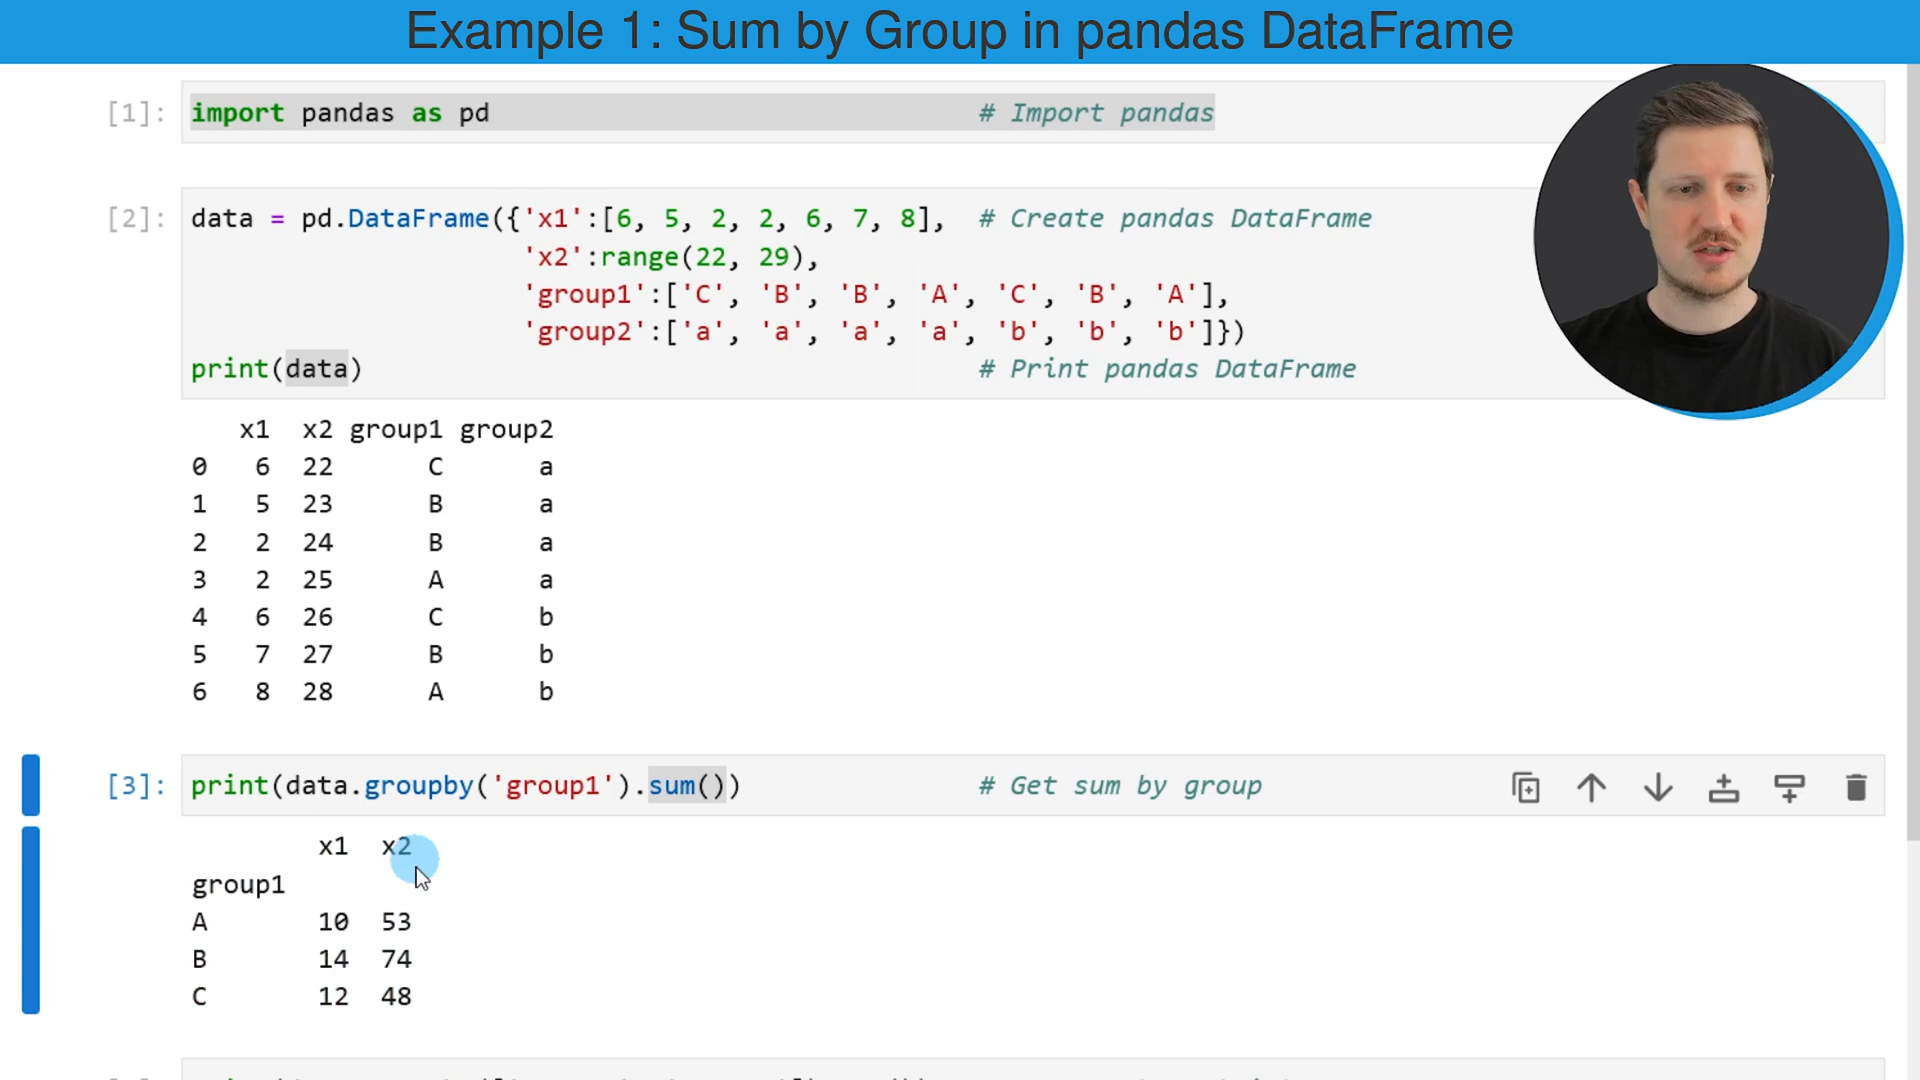 Example 1: Sum by Group in pandas DataFrame
[1]: import pandas as pd # Import pandas
[2]: data = pd.DataFrame({'x1':[6, 5, 2, 2, 6, 7, 8], # Create pandas DataFrame
'x2':range(22, 29),
'group1':['C', 'B', 'B', 'A', 'C', 'B', 'A'],
'group2':['a', 'a', 'a', 'a', 'b', 'b', 'b']})
print(data) # Print pandas DataFrame
x1 x2 group1 group2
0 6 22 C a
1 5 23 B a
2 2 24 B a
3 2 25 A a
4 6 26 C b
5 7 27 B b
6 8 28 A b
[3]: print(data.groupby('group1').sum()) # Get sum by group
x1 x2
group1
A 10 53
B 14 74
C 12 48